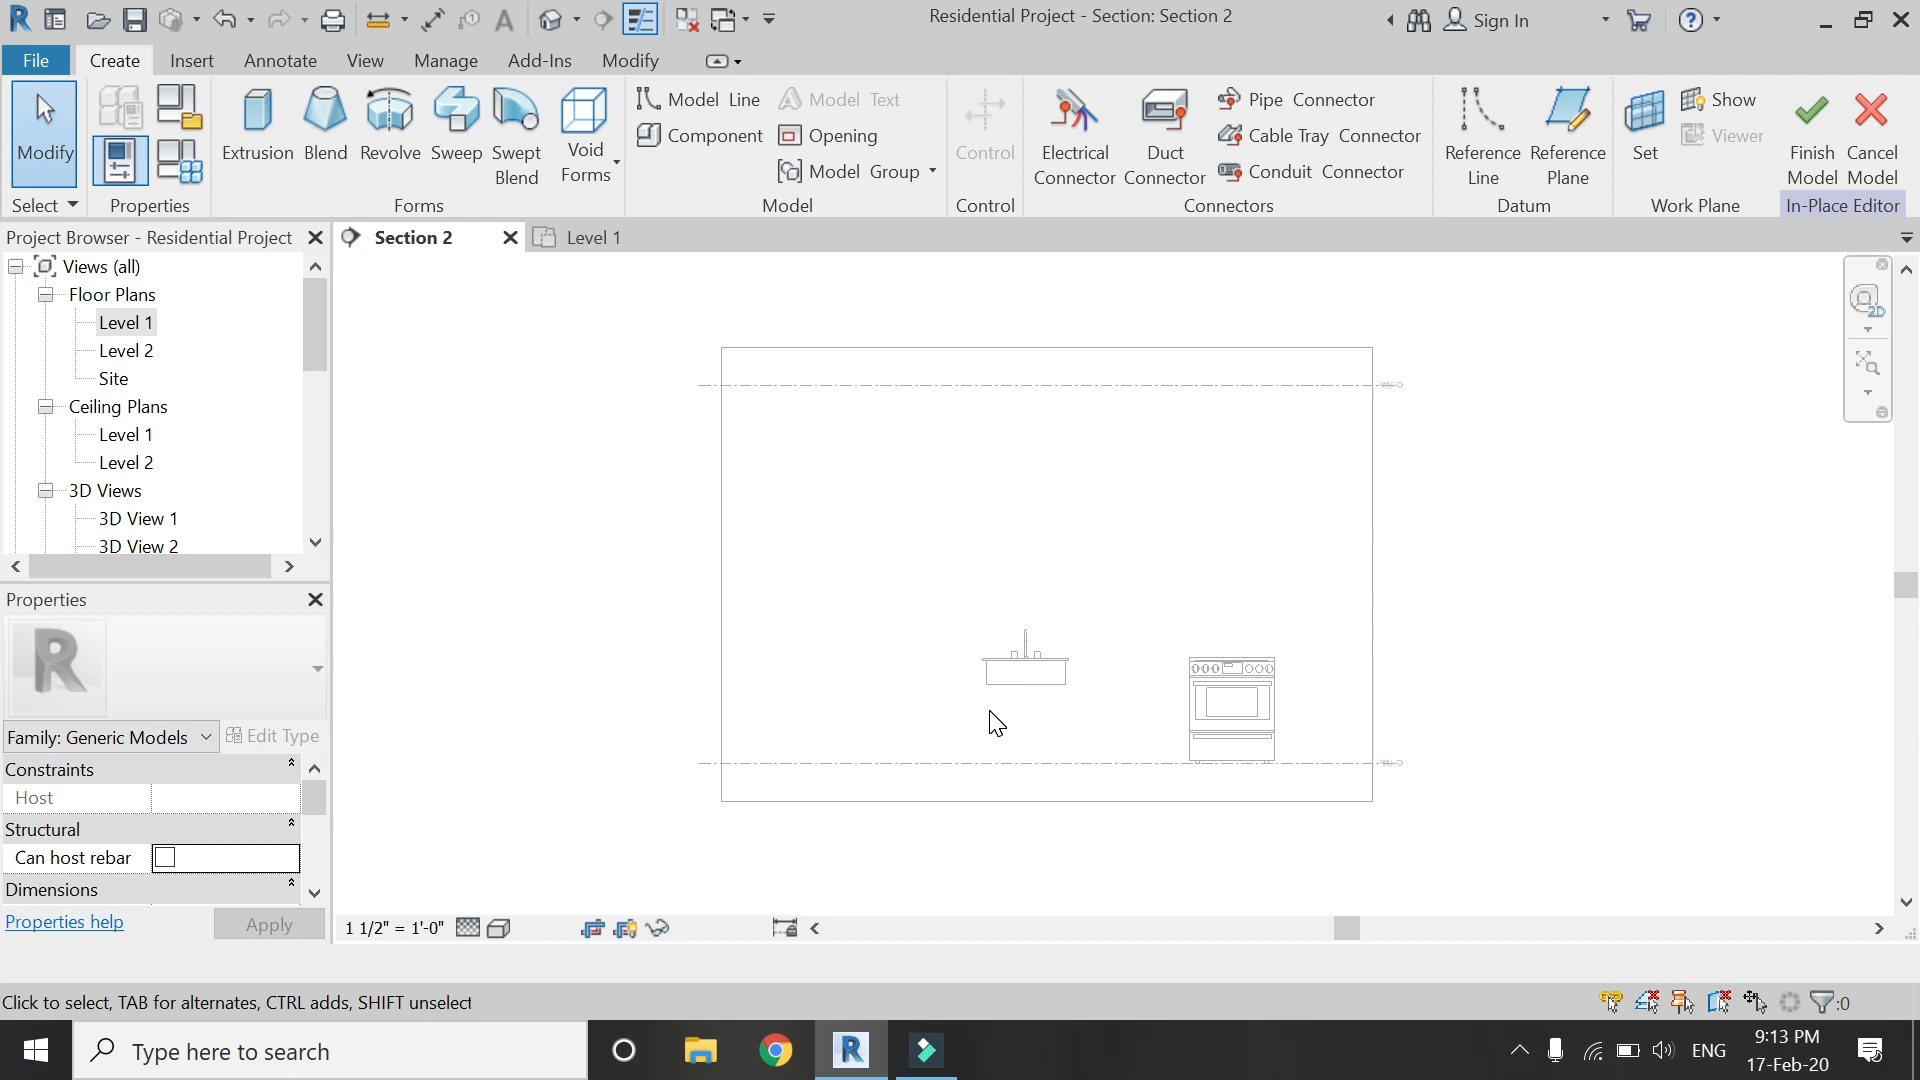 Residential Project - Section: Section 2
Sign In
File
Create
Insert
Annotate
View
Manage
Add-Ins
Modify
Modify
Select
Properties
Extrusion
Blend
Revolve
Sweep
Swept
Blend
Void
Forms
Forms
Model Line
Component
Model Text
Opening
Model Group
Model
Control
Control
Electrical
Connector
Duct
Connector
Pipe Connector
Cable Tray Connector
Conduit Connector
Connectors
Reference
Line
Reference
Plane
Datum
Set
Show
Viewer
Work Plane
Finish
Model
Cancel
Model
In-Place Editor
Project Browser - Residential Project
Section 2
Level 1
Views (all)
Floor Plans
Level 1
Level 2
Site
Ceiling Plans
Level 1
Level 2
3D Views
3D View 1
3D View 2
2D
Properties
R
Family: Generic Models
Edit Type
Constraints
Host
Structural
Can host rebar
Dimensions
Properties help
Apply
1 1/2" = 1'-0"
Click to select, TAB for alternates, CTRL adds, SHIFT unselect
:0
Type here to search
ENG
9:13 PM
17-Feb-20